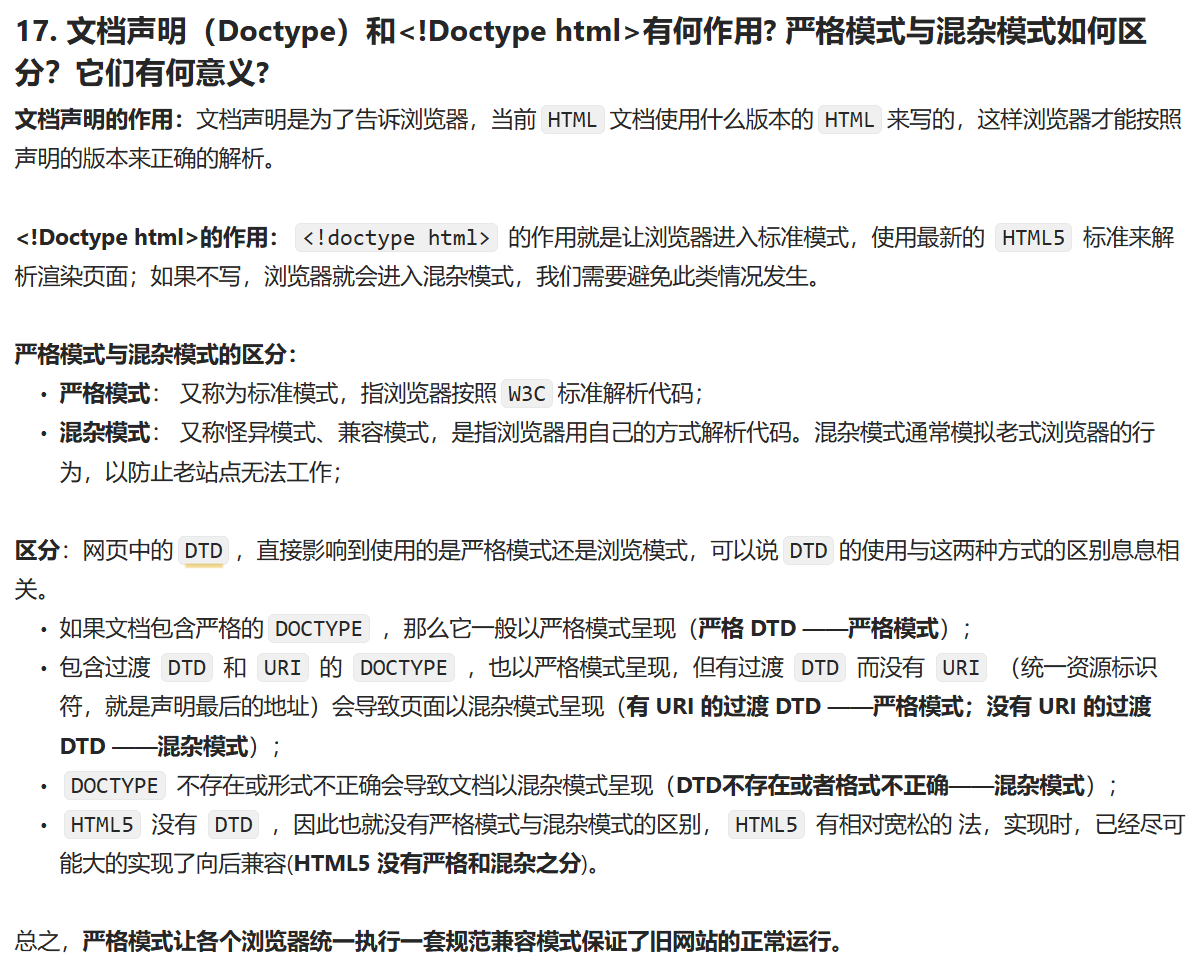 17. 文档声明（Doctype）和<!Doctype html>有何作用? 严格模式与混杂模式如何区
分？它们有何意义?
文档声明的作用：文档声明是为了告诉浏览器，当前 HTML 文档使用什么版本的 HTML 来写的，这样浏览器才能按照
声明的版本来正确的解析。
<!Doctype html>的作用： <!doctype html> 的作用就是让浏览器进入标准模式，使用最新的 HTML5 标准来解
析渲染页面；如果不写，浏览器就会进入混杂模式，我们需要避免此类情况发生。
严格模式与混杂模式的区分：
• 严格模式： 又称为标准模式，指浏览器按照 W3C 标准解析代码；
• 混杂模式： 又称怪异模式、兼容模式，是指浏览器用自己的方式解析代码。混杂模式通常模拟老式浏览器的行
为，以防止老站点无法工作；
区分：网页中的 DTD ，直接影响到使用的是严格模式还是浏览模式，可以说 DTD 的使用与这两种方式的区别息息相
关。
• 如果文档包含严格的 DOCTYPE ，那么它一般以严格模式呈现（严格 DTD ——严格模式）；
• 包含过渡 DTD 和 URI 的 DOCTYPE ，也以严格模式呈现，但有过渡 DTD 而没有 URI （统一资源标识
符，就是声明最后的地址）会导致页面以混杂模式呈现（有 URI 的过渡 DTD ——严格模式；没有 URI 的过渡
DTD ——混杂模式）；
• DOCTYPE 不存在或形式不正确会导致文档以混杂模式呈现（DTD不存在或者格式不正确——混杂模式）；
• HTML5 没有 DTD ，因此也就没有严格模式与混杂模式的区别， HTML5 有相对宽松的 法，实现时，已经尽可
能大的实现了向后兼容(HTML5 没有严格和混杂之分)。
总之，严格模式让各个浏览器统一执行一套规范兼容模式保证了旧网站的正常运行。